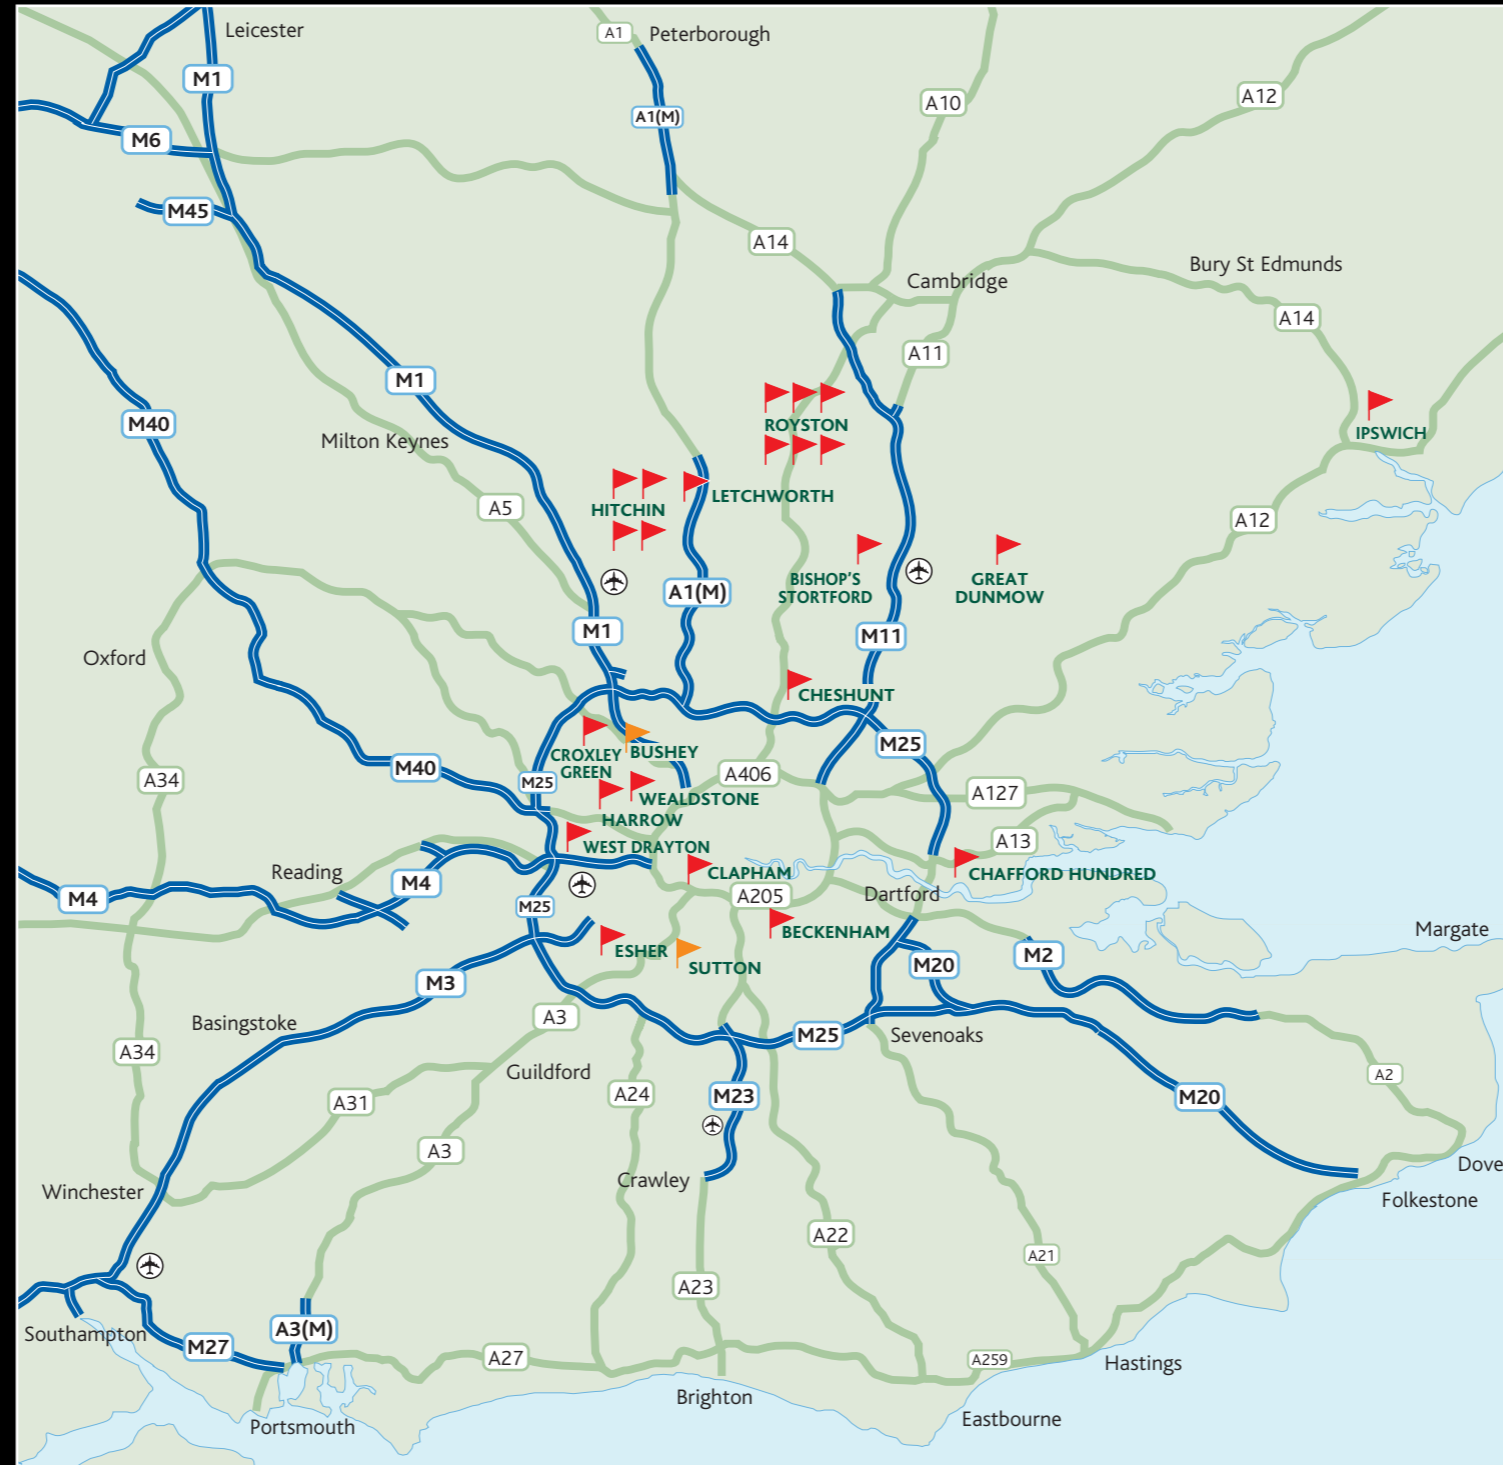 Leicester
A1
Peterborough
M1
A10
A12
A1(M)
M6
M45
A14
Bury St Edmunds
Cambridge
A14
A11
M1
ROYSTON
IPSWICH
M40
Milton Keynes
LETCHWORTH
HITCHIN
A5
A12
BISHOP'S
STORTFORD
GREAT
DUNMOW
A1(M)
M1
M11
Oxford
CHESHUNT
M25
CROXLEY
GREEN
BUSHEY
M40
A406
A34
M25
A127
WEALDSTONE
HARROW
A13
WEST DRAYTON
Reading
CLAPHAM
CHAFFORD HUNDRED
M4
M4
A205
Dartford
M25
BECKENHAM
Margate
ESHER
SUTTON
M20
M2
M3
A3
Basingstoke
M25
Sevenoaks
A34
Guildford
A2
A31
A24
M23
M20
A3
Crawley
Dove
Winchester
Folkestone
A22
A21
A23
Southampton
A3(M)
M27
A27
A259
Hastings
Brighton
Eastbourne
Portsmouth